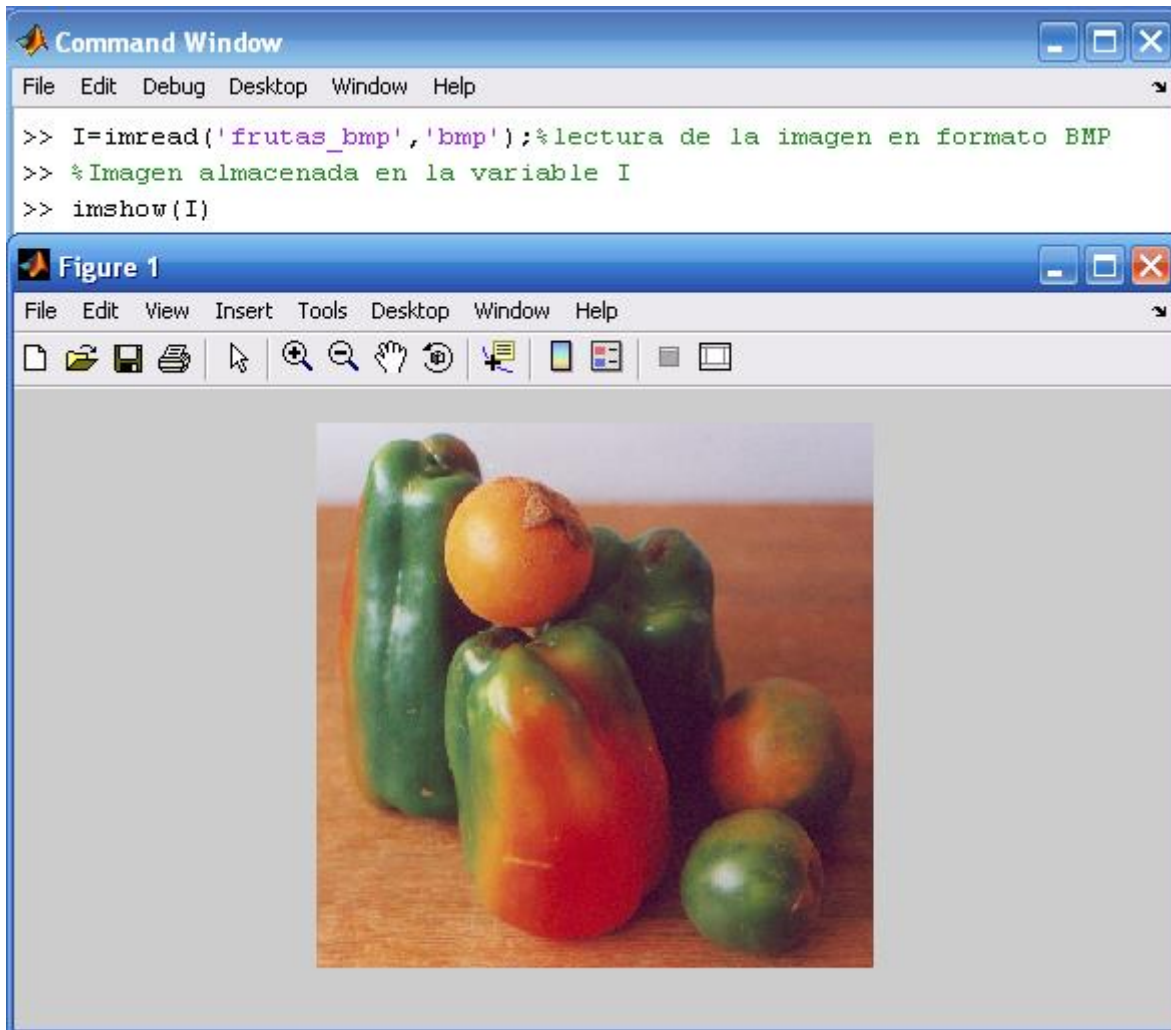 Command Window
File Edit Debug Desktop Window Help
>> I=imread('frutas_bmp','bmp');%lectura de la imagen en formato BMP
>> %Imagen almacenada en la variable I
>> imshow(I)
Figure 1
File Edit View Insert Tools Desktop Window Help